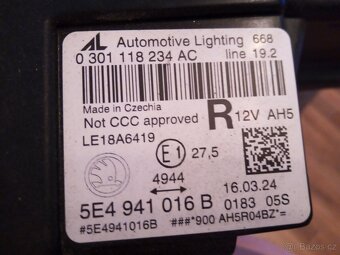 AL Automotive Lighting 668
0 301 118 234 AC line 19.2
Made in Czechia
Not CCC approved R 12V AH5
LE18A6419
E1 27,5
4944
5E4 941 016 B 16.03.24
0183 05S
#5E4941016B ###*900 AH5R04BZ*=